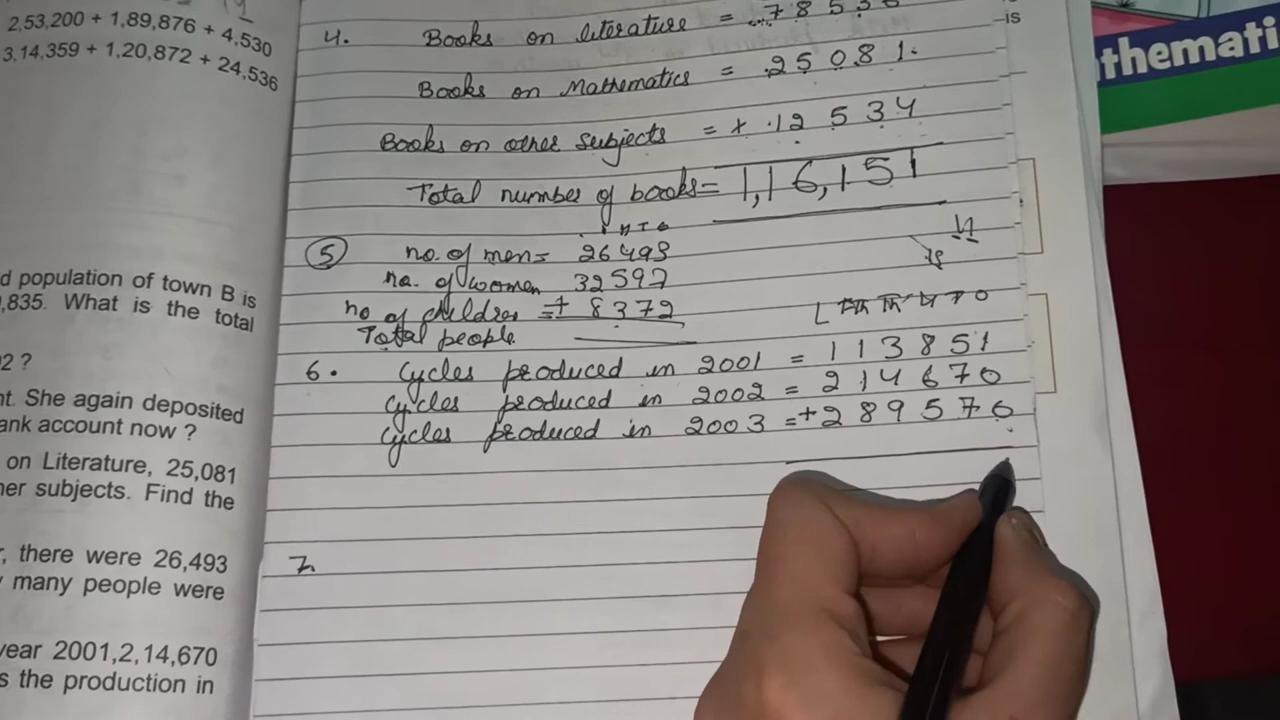 2,53,200 + 1,89,876 + 4,530
3,14,359 + 1,20,872 + 24,536
d population of town B is
,835. What is the total
02 ?
nt. She again deposited
ank account now ?
on Literature, 25,081
her subjects. Find the
, there were 26,493
many people were
year 2001,2,14,670
s the production in
4. Books on literature =
Books on Mathematics = 25081.
Books on other subjects = + 12534
Total number of books = 1,16,151
5 no. of men = 26493
no. of women 32592
no of children = + 8372
Total people
6. Cycles produced in 2001 = 113851
Cycles produced in 2002 = 214670
Cycles produced in 2003 = +289576
7.
is
themati